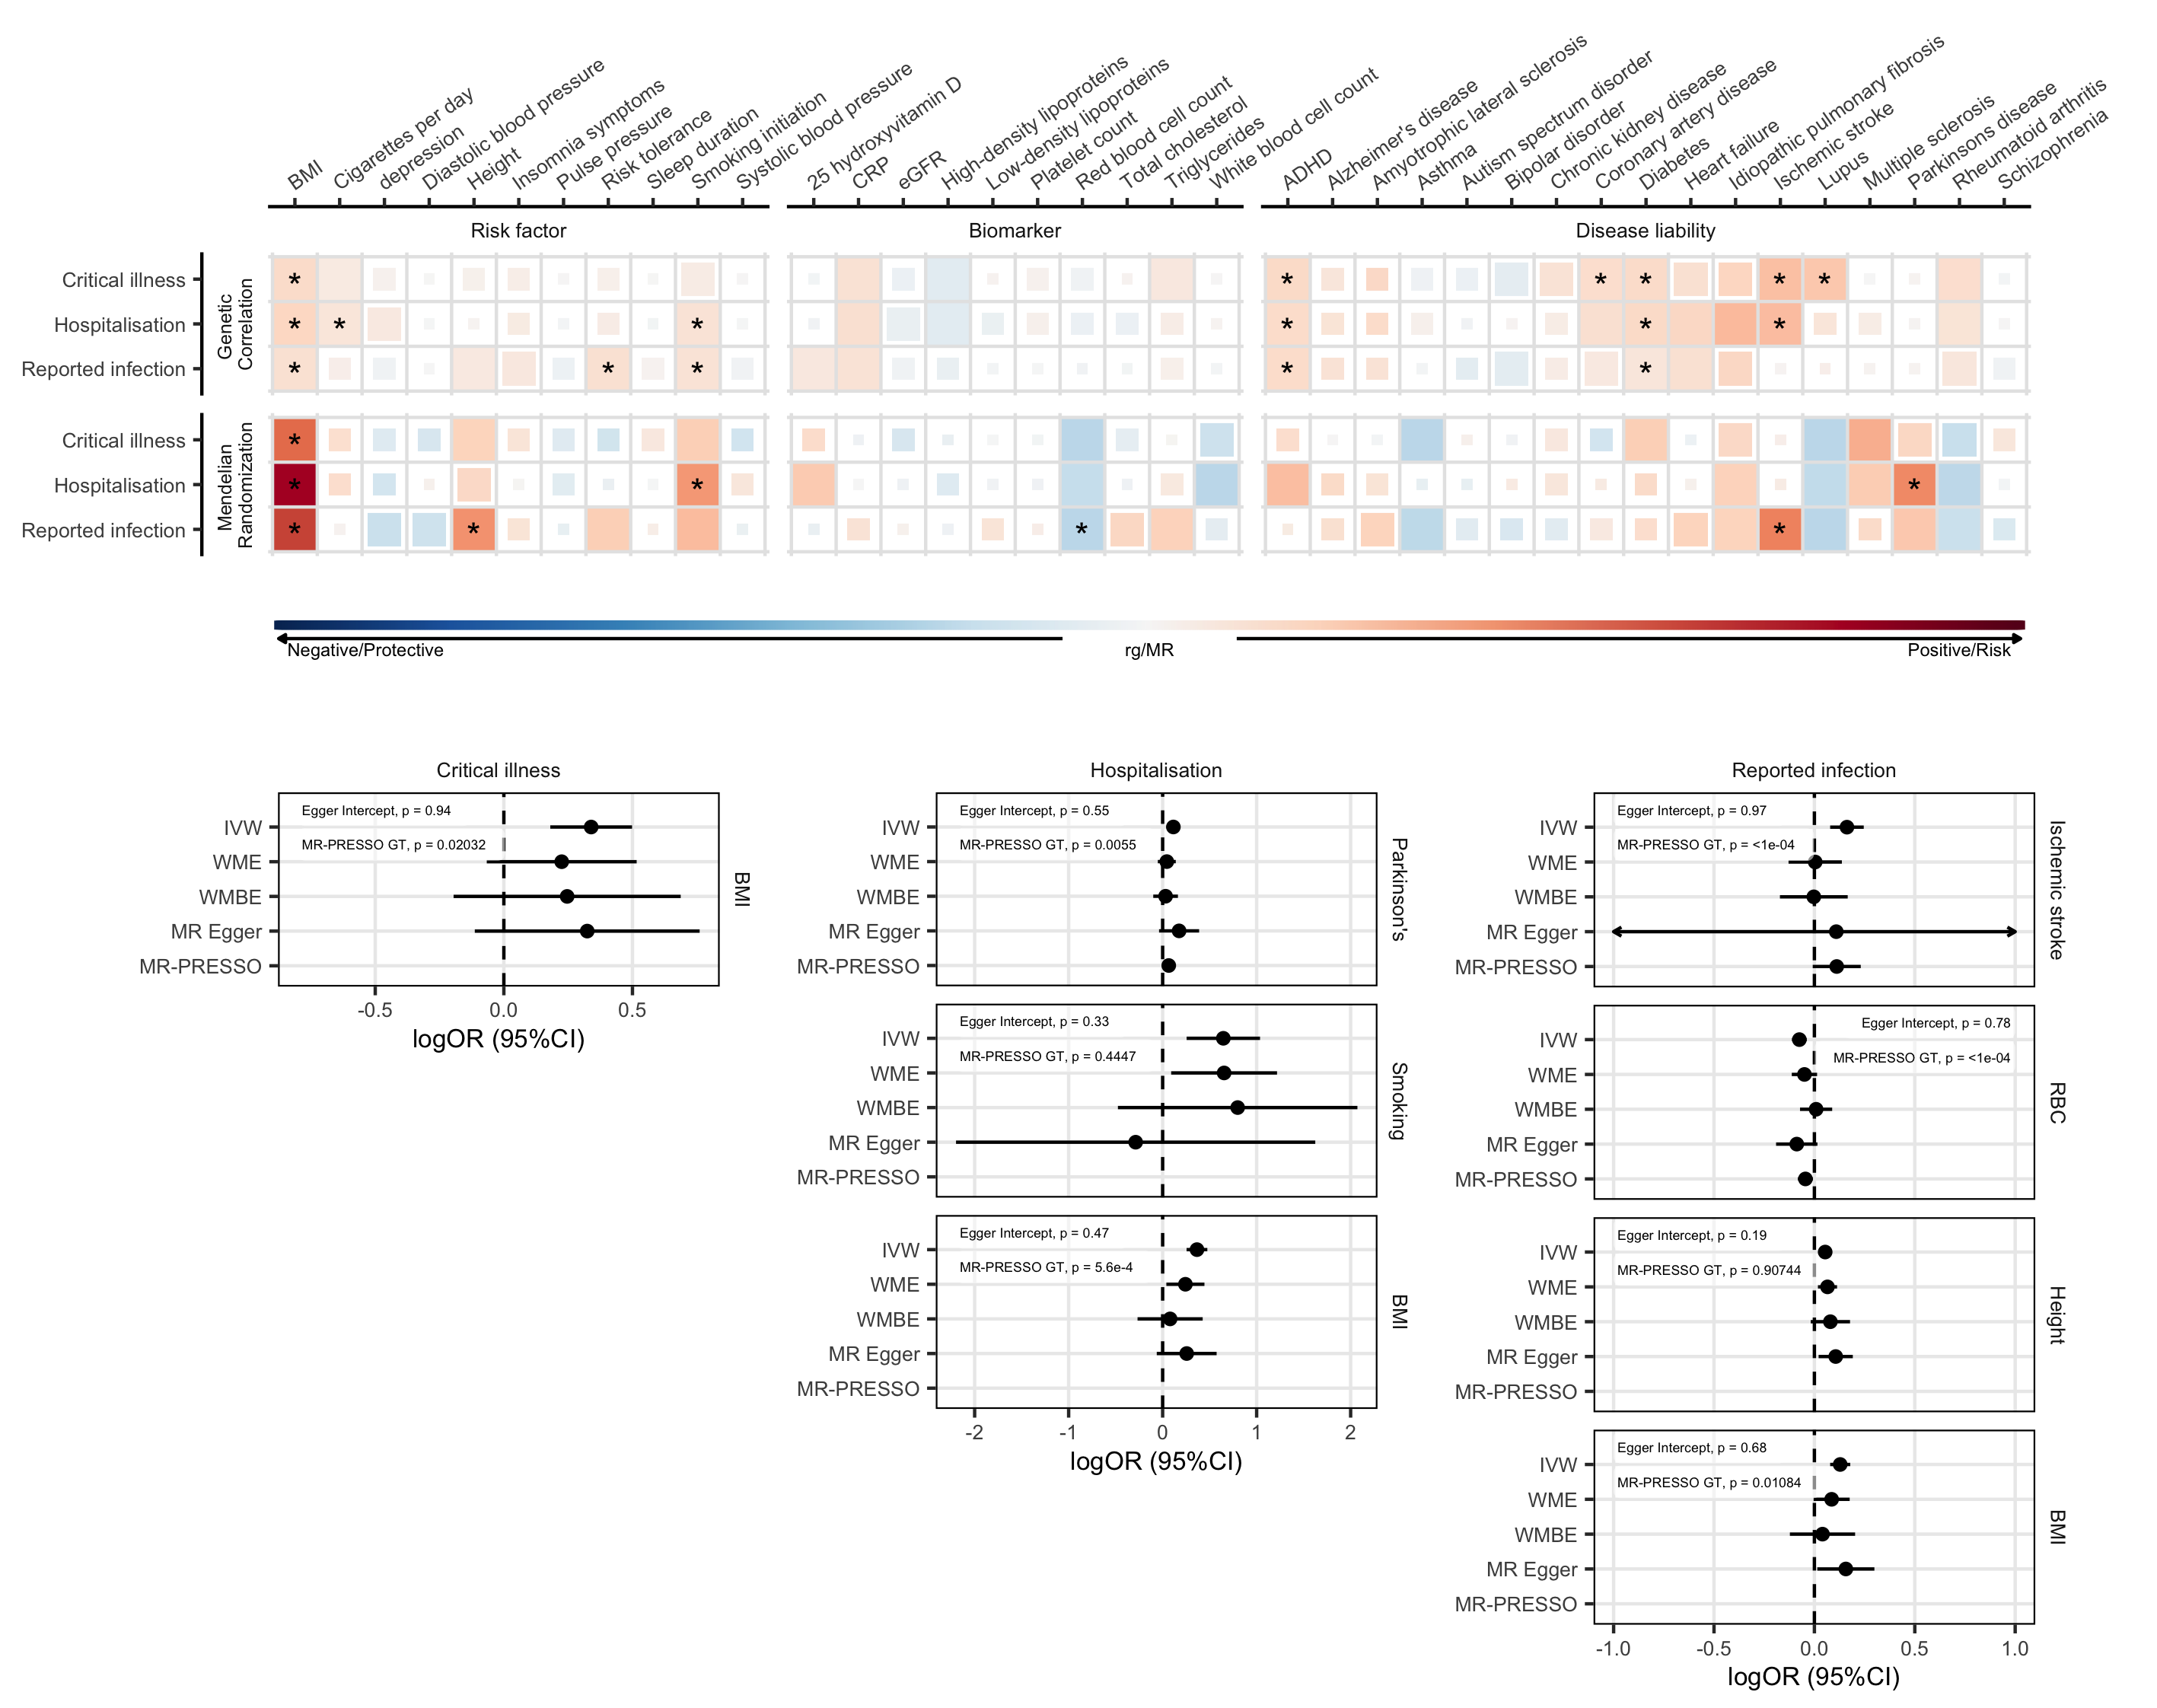 BMI
Cigarettes per day
depression
Diastolic blood pressure
Height
Insomnia symptoms
Pulse pressure
Risk tolerance
Sleep duration
Smoking initiation
Systolic blood pressure
25 hydroxyvitamin D
CRP
eGFR
High-density lipoproteins
Low-density lipoproteins
Platelet count
Red blood cell count
Total cholesterol
Triglycerides
White blood cell count
ADHD
Alzheimer's disease
Amyotrophic lateral sclerosis
Asthma
Autism spectrum disorder
Bipolar disorder
Chronic kidney disease
Coronary artery disease
Diabetes
Heart failure
Idiopathic pulmonary fibrosis
Ischemic stroke
Lupus
Multiple sclerosis
Parkinsons disease
Rheumatoid arthritis
Schizophrenia
Risk factor
Biomarker
Disease liability
Genetic
Correlation
Critical illness * * * * * *
Hospitalisation * * * * * *
Reported infection * * * * *
Mendelian
Randomization
Critical illness *
Hospitalisation * * *
Reported infection * * * *
Negative/Protective
rg/MR
Positive/Risk
Critical illness
Egger Intercept, p = 0.94
MR-PRESSO GT, p = 0.02032
IVW
WME
WMBE
MR Egger
MR-PRESSO
BMI
-0.5 0.0 0.5
logOR (95%CI)
Hospitalisation
Egger Intercept, p = 0.55
MR-PRESSO GT, p = 0.0055
IVW
WME
WMBE
MR Egger
MR-PRESSO
Parkinson's
Egger Intercept, p = 0.33
MR-PRESSO GT, p = 0.4447
IVW
WME
WMBE
MR Egger
MR-PRESSO
Smoking
Egger Intercept, p = 0.47
MR-PRESSO GT, p = 5.6e-4
IVW
WME
WMBE
MR Egger
MR-PRESSO
BMI
-2 -1 0 1 2
logOR (95%CI)
Reported infection
Egger Intercept, p = 0.97
MR-PRESSO GT, p = <1e-04
IVW
WME
WMBE
MR Egger
MR-PRESSO
Ischemic stroke
Egger Intercept, p = 0.78
MR-PRESSO GT, p = <1e-04
IVW
WME
WMBE
MR Egger
MR-PRESSO
RBC
Egger Intercept, p = 0.19
MR-PRESSO GT, p = 0.90744
IVW
WME
WMBE
MR Egger
MR-PRESSO
Height
Egger Intercept, p = 0.68
MR-PRESSO GT, p = 0.01084
IVW
WME
WMBE
MR Egger
MR-PRESSO
BMI
-1.0 -0.5 0.0 0.5 1.0
logOR (95%CI)